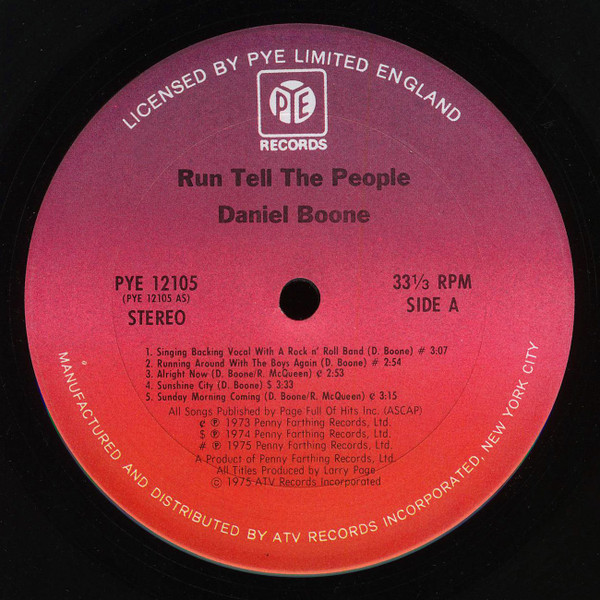 LICENSED BY PYE LIMITED ENGLAND
PYE
RECORDS
Run Tell The People
Daniel Boone
PYE 12105
(PYE 12105 AS)
STEREO
33⅓ RPM
SIDE A
1. Singing Backing Vocal With A Rock n' Roll Band (D. Boone) # 3:07
2. Running Around With The Boys Again (D. Boone) # 2:54
3. Alright Now (D. Boone/R. McQueen) ¢ 2:53
4. Sunshine City (D. Boone) $ 3:33
5. Sunday Morning Coming (D. Boone/R. McQueen) ¢ 3:15
All Songs Published by Page Full Of Hits Inc. (ASCAP)
¢ ℗ 1973 Penny Farthing Records, Ltd.
$ ℗ 1974 Penny Farthing Records, Ltd.
# ℗ 1975 Penny Farthing Records, Ltd.
A Product of Penny Farthing Records, Ltd.
All Titles Produced by Larry Page
© 1975 ATV Records Incorporated
MANUFACTURED AND DISTRIBUTED BY ATV RECORDS INCORPORATED, NEW YORK CITY